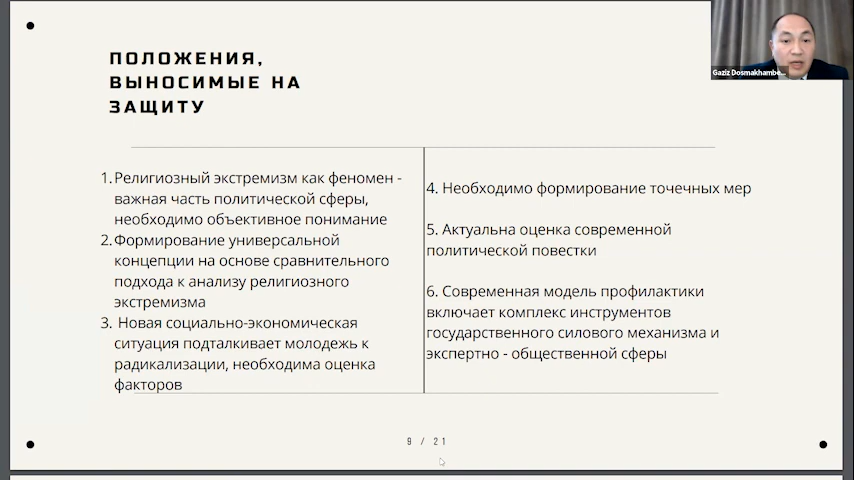 Gaziz Dosmakhambe...
ПОЛОЖЕНИЯ,
ВЫНОСИМЫЕ НА
ЗАЩИТУ
1. Религиозный экстремизм как феномен -
важная часть политической сферы,
необходимо объективное понимание
2. Формирование универсальной
концепции на основе сравнительного
подхода к анализу религиозного
экстремизма
3. Новая социально-экономическая
ситуация подталкивает молодежь к
радикализации, необходима оценка
факторов
4. Необходимо формирование точечных мер
5. Актуальна оценка современной
политической повестки
6. Современная модель профилактики
включает комплекс инструментов
государственного силового механизма и
экспертно - общественной сферы
9 / 21